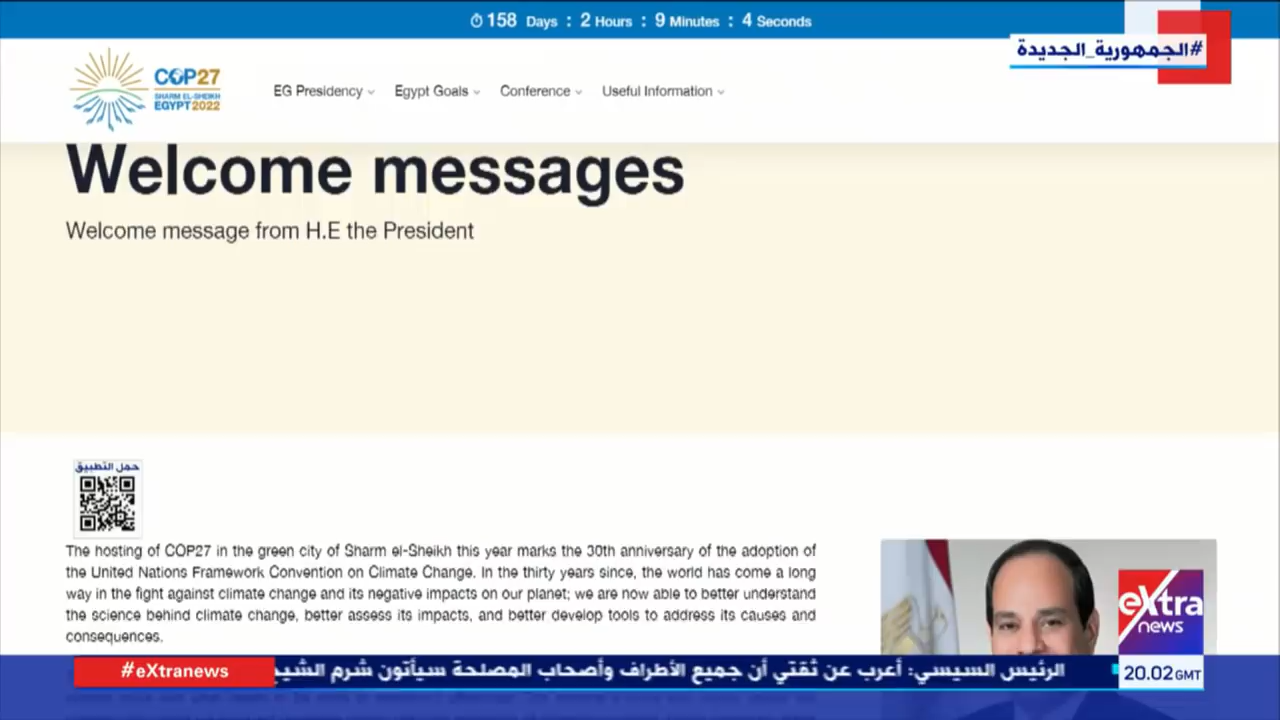 158 Days : 2 Hours : 9 Minutes : 4 Seconds
#الجمهورية_الجديدة
COP27
SHARM EL-SHEIKH
EGYPT 2022
EG Presidency
Egypt Goals
Conference
Useful Information
Welcome messages
Welcome message from H.E the President
حمل التطبيق
The hosting of COP27 in the green city of Sharm el-Sheikh this year marks the 30th anniversary of the adoption of
the United Nations Framework Convention on Climate Change. In the thirty years since, the world has come a long
way in the fight against climate change and its negative impacts on our planet; we are now able to better understand
the science behind climate change, better assess its impacts, and better develop tools to address its causes and
consequences.
eXtra
news
#eXtranews
الرئيس السيسي: أعرب عن ثقتي أن جميع الأطراف وأصحاب المصلحة سيأتون شرم
20.02 GMT